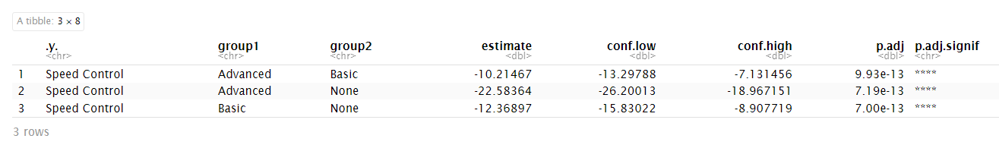 A tibble: 3 × 8
.y. group1 group2 estimate conf.low conf.high p.adj p.adj.signif
<chr> <chr> <chr> <dbl> <dbl> <dbl> <dbl> <chr>
1 Speed Control Advanced Basic -10.21467 -13.29788 -7.131456 9.93e-13 ****
2 Speed Control Advanced None -22.58364 -26.20013 -18.967151 7.19e-13 ****
3 Speed Control Basic None -12.36897 -15.83022 -8.907719 7.00e-13 ****
3 rows